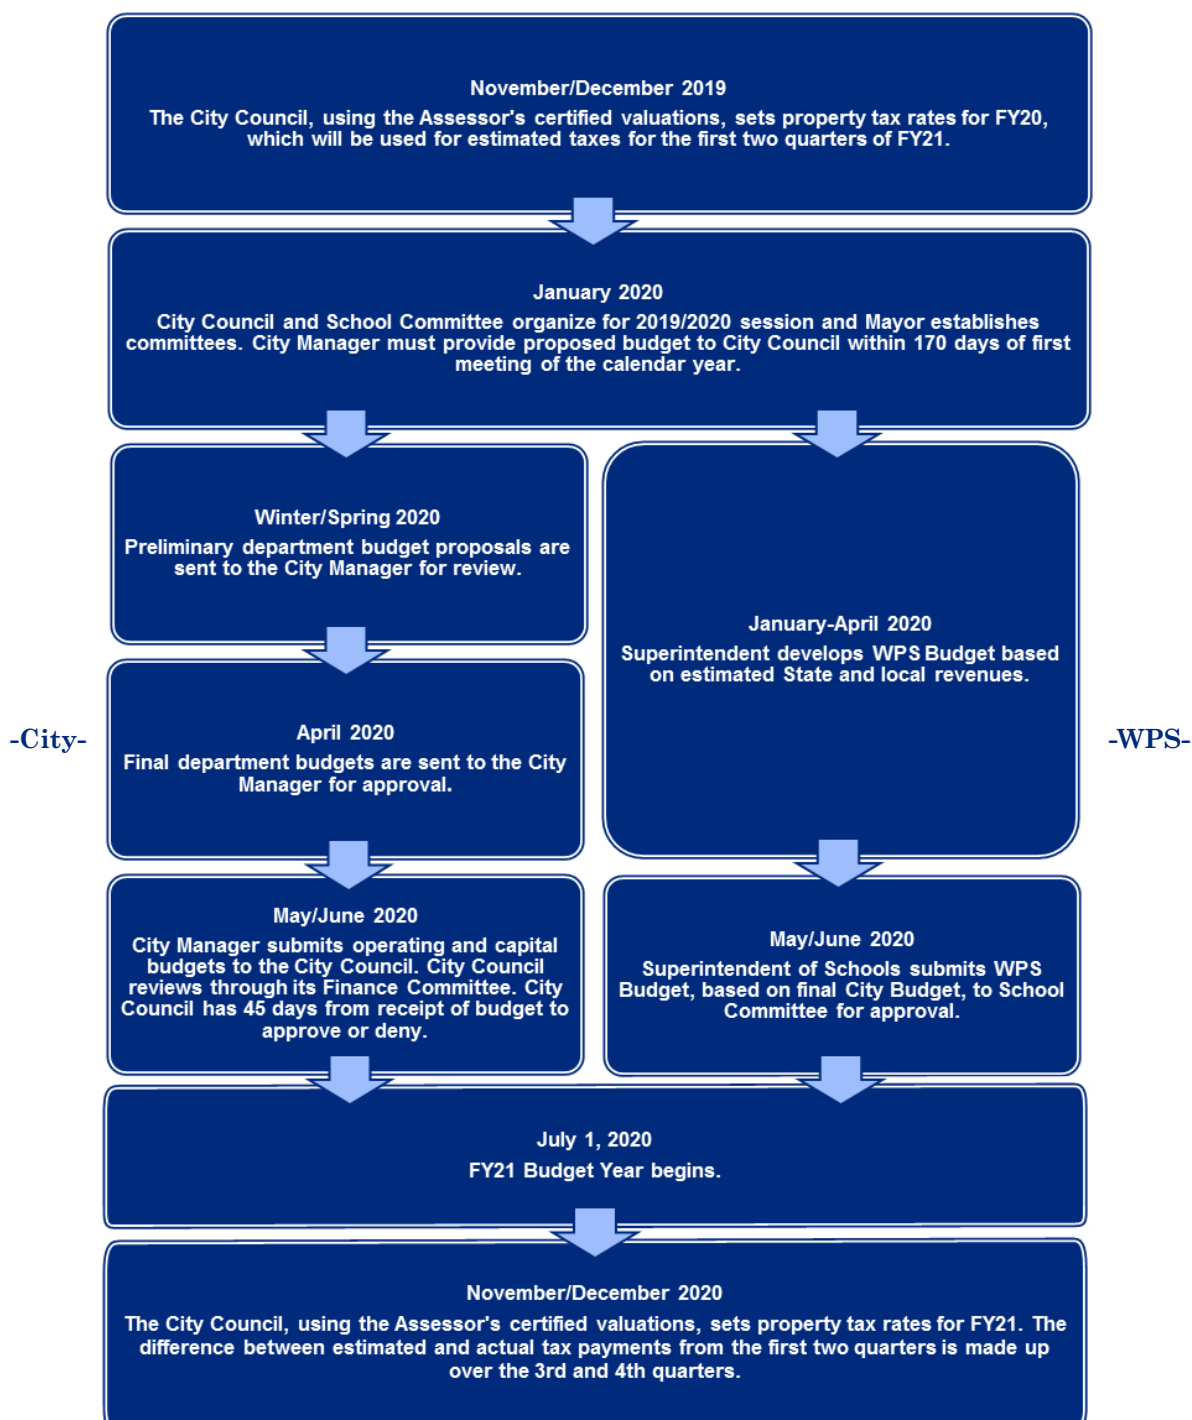 November/December 2019
The City Council, using the Assessor's certified valuations, sets property tax rates for FY20,
which will be used for estimated taxes for the first two quarters of FY21.
January 2020
City Council and School Committee organize for 2019/2020 session and Mayor establishes
committees. City Manager must provide proposed budget to City Council within 170 days of first
meeting of the calendar year.
Winter/Spring 2020
Preliminary department budget proposals are
sent to the City Manager for review.
-City-
April 2020
Final department budgets are sent to the City
Manager for approval.
May/June 2020
City Manager submits operating and capital
budgets to the City Council. City Council
reviews through its Finance Committee. City
Council has 45 days from receipt of budget to
approve or deny.
January-April 2020
Superintendent develops WPS Budget based
on estimated State and local revenues.
-WPS-
May/June 2020
Superintendent of Schools submits WPS
Budget, based on final City Budget, to School
Committee for approval.
July 1, 2020
FY21 Budget Year begins.
November/December 2020
The City Council, using the Assessor's certified valuations, sets property tax rates for FY21. The
difference between estimated and actual tax payments from the first two quarters is made up
over the 3rd and 4th quarters.